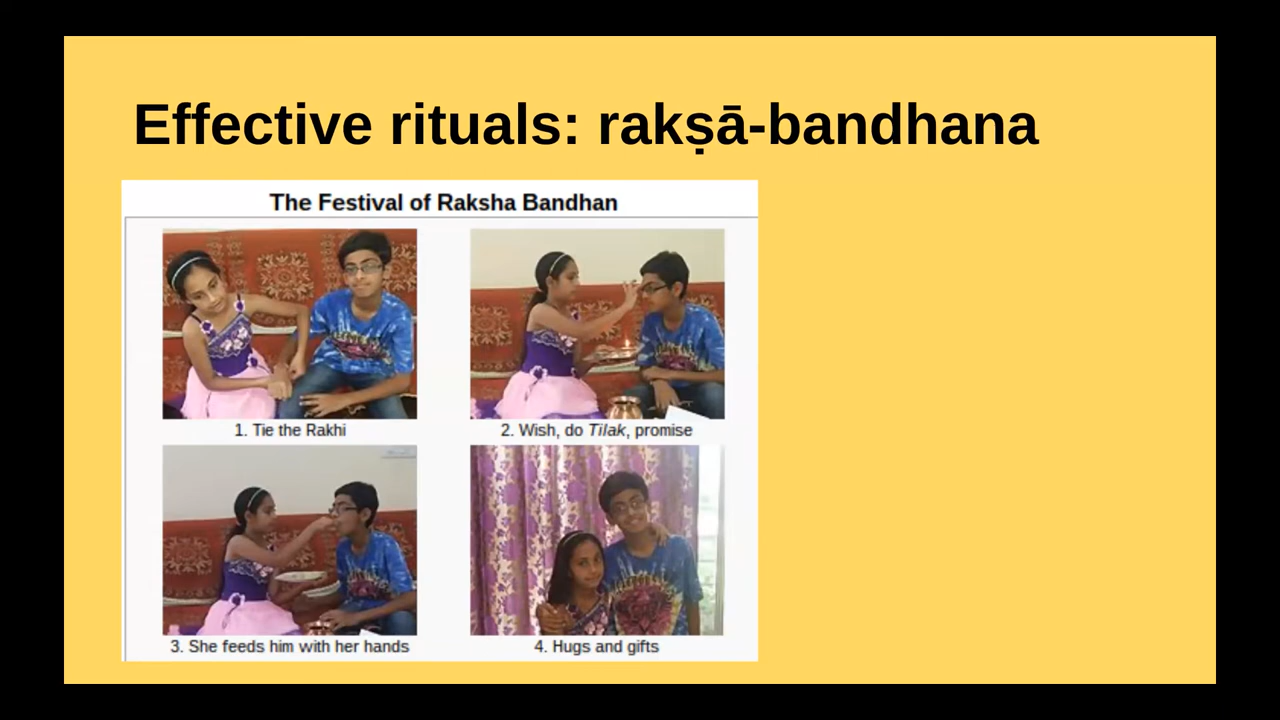 Effective rituals: rakṣā-bandhana
The Festival of Raksha Bandhan
1. Tie the Rakhi
2. Wish, do Tilak, promise
3. She feeds him with her hands
4. Hugs and gifts